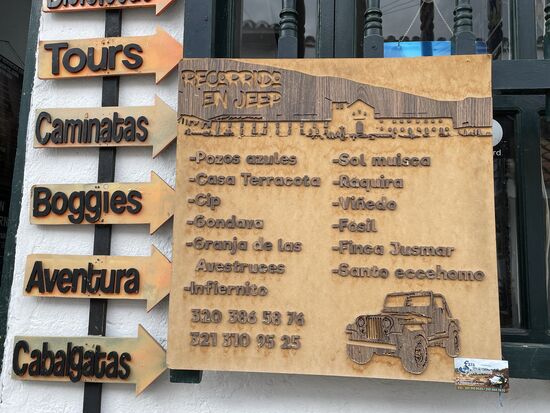 Tours
Caminatas
Boggies
Aventura
Cabalgatas
RECORRIDO
EN JEEP
-Pozos azules
-Casa Terracota
-Cip
-Gondava
-Granja de las
Avestruces
-Infiernito
320 386 58 76
321 310 95 25
-Sol muisca
-Raquira
-Viñedo
-Fosil
-Finca Jusmar
-Santo eccehomo